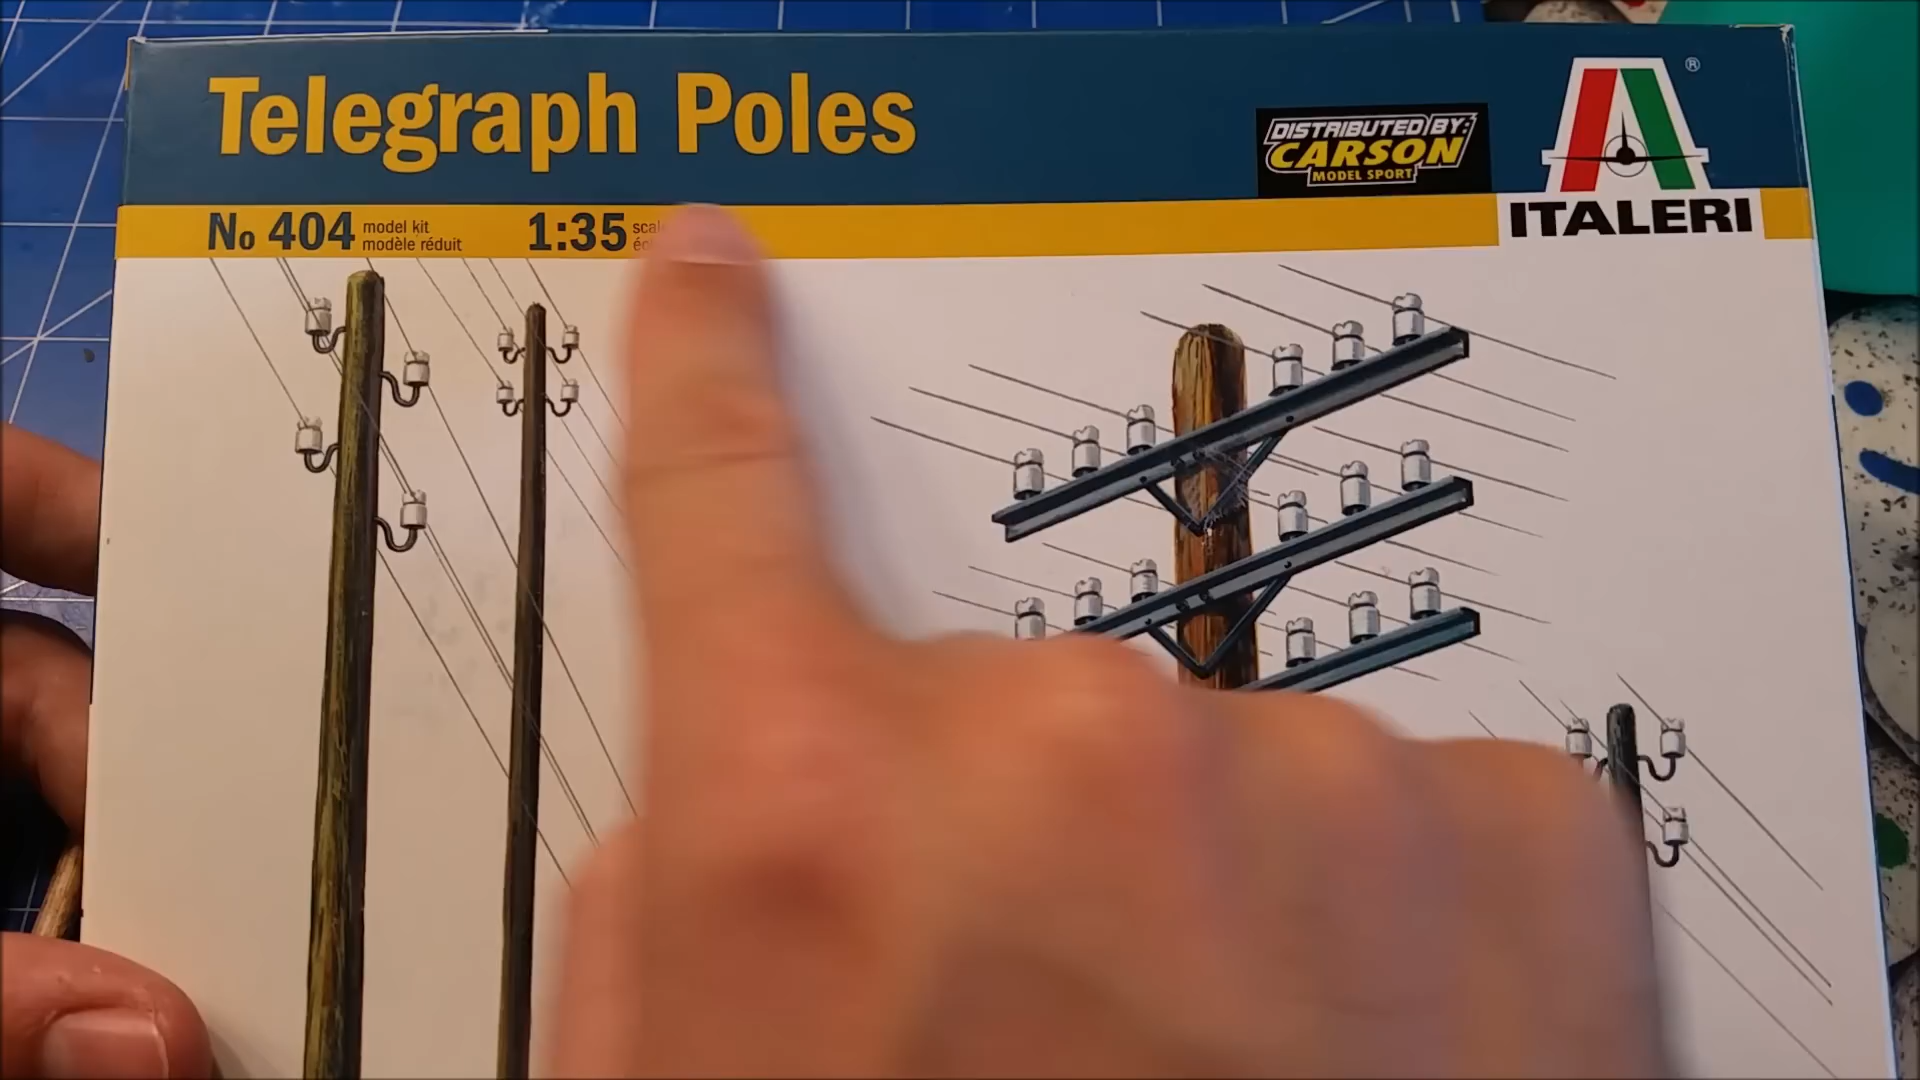 Telegraph Poles
DISTRIBUTED BY:
CARSON
MODEL SPORT
®
ITALERI
No 404 model kit
modèle réduit
1:35